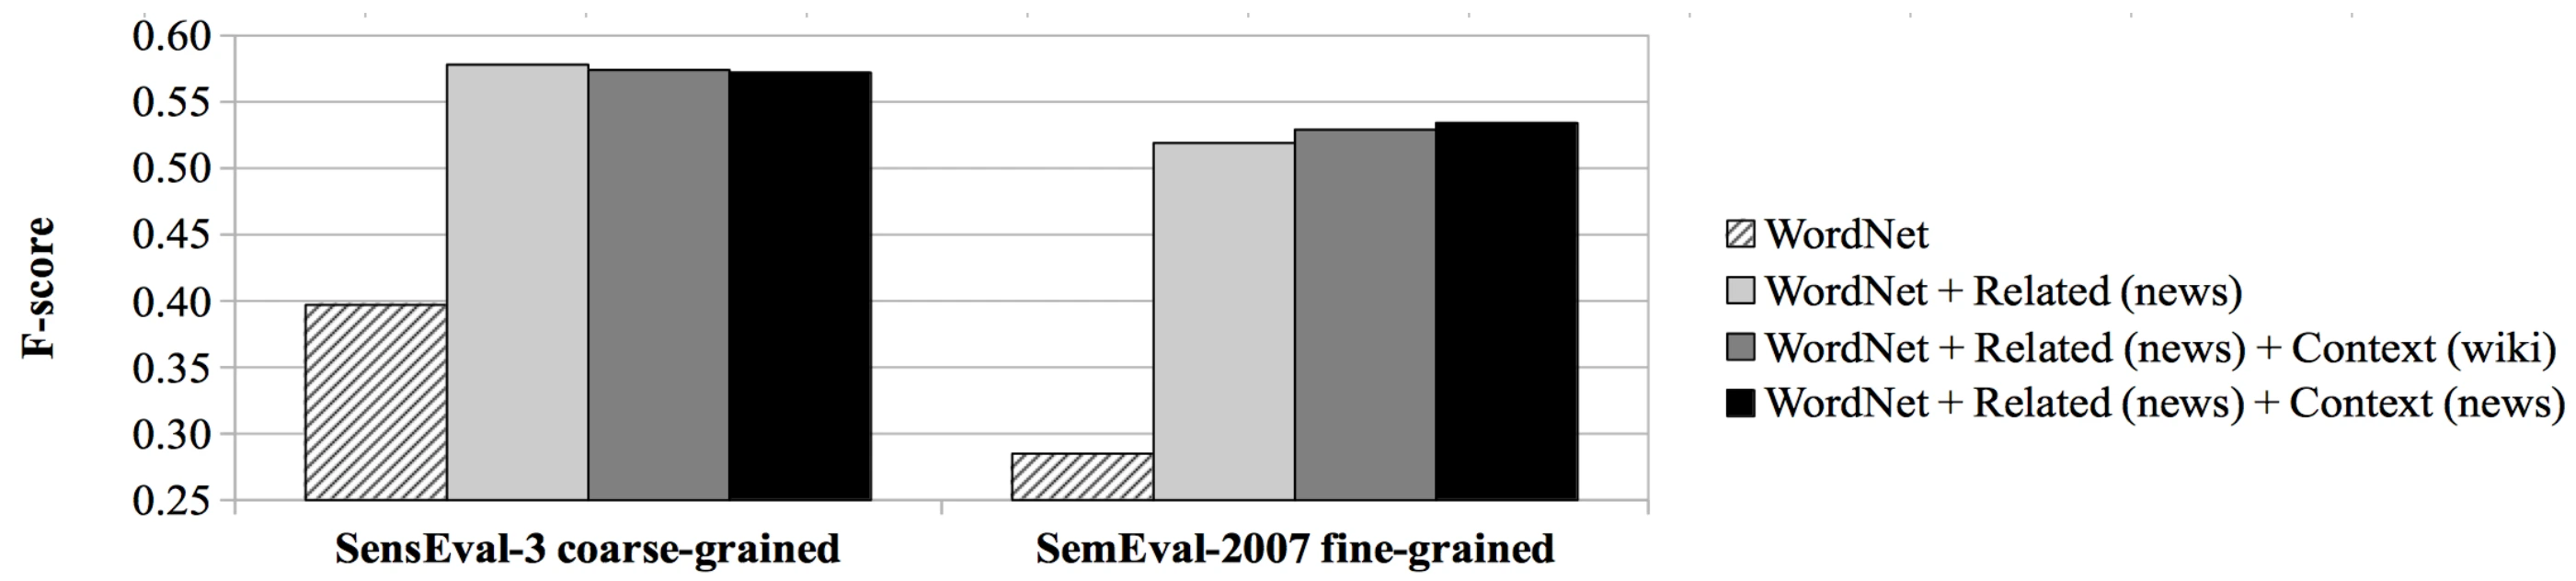 0.60
0.55
0.50
0.45
0.40
0.35
0.30
0.25
F-score
SensEval-3 coarse-grained
SemEval-2007 fine-grained
WordNet
WordNet + Related (news)
WordNet + Related (news) + Context (wiki)
WordNet + Related (news) + Context (news)